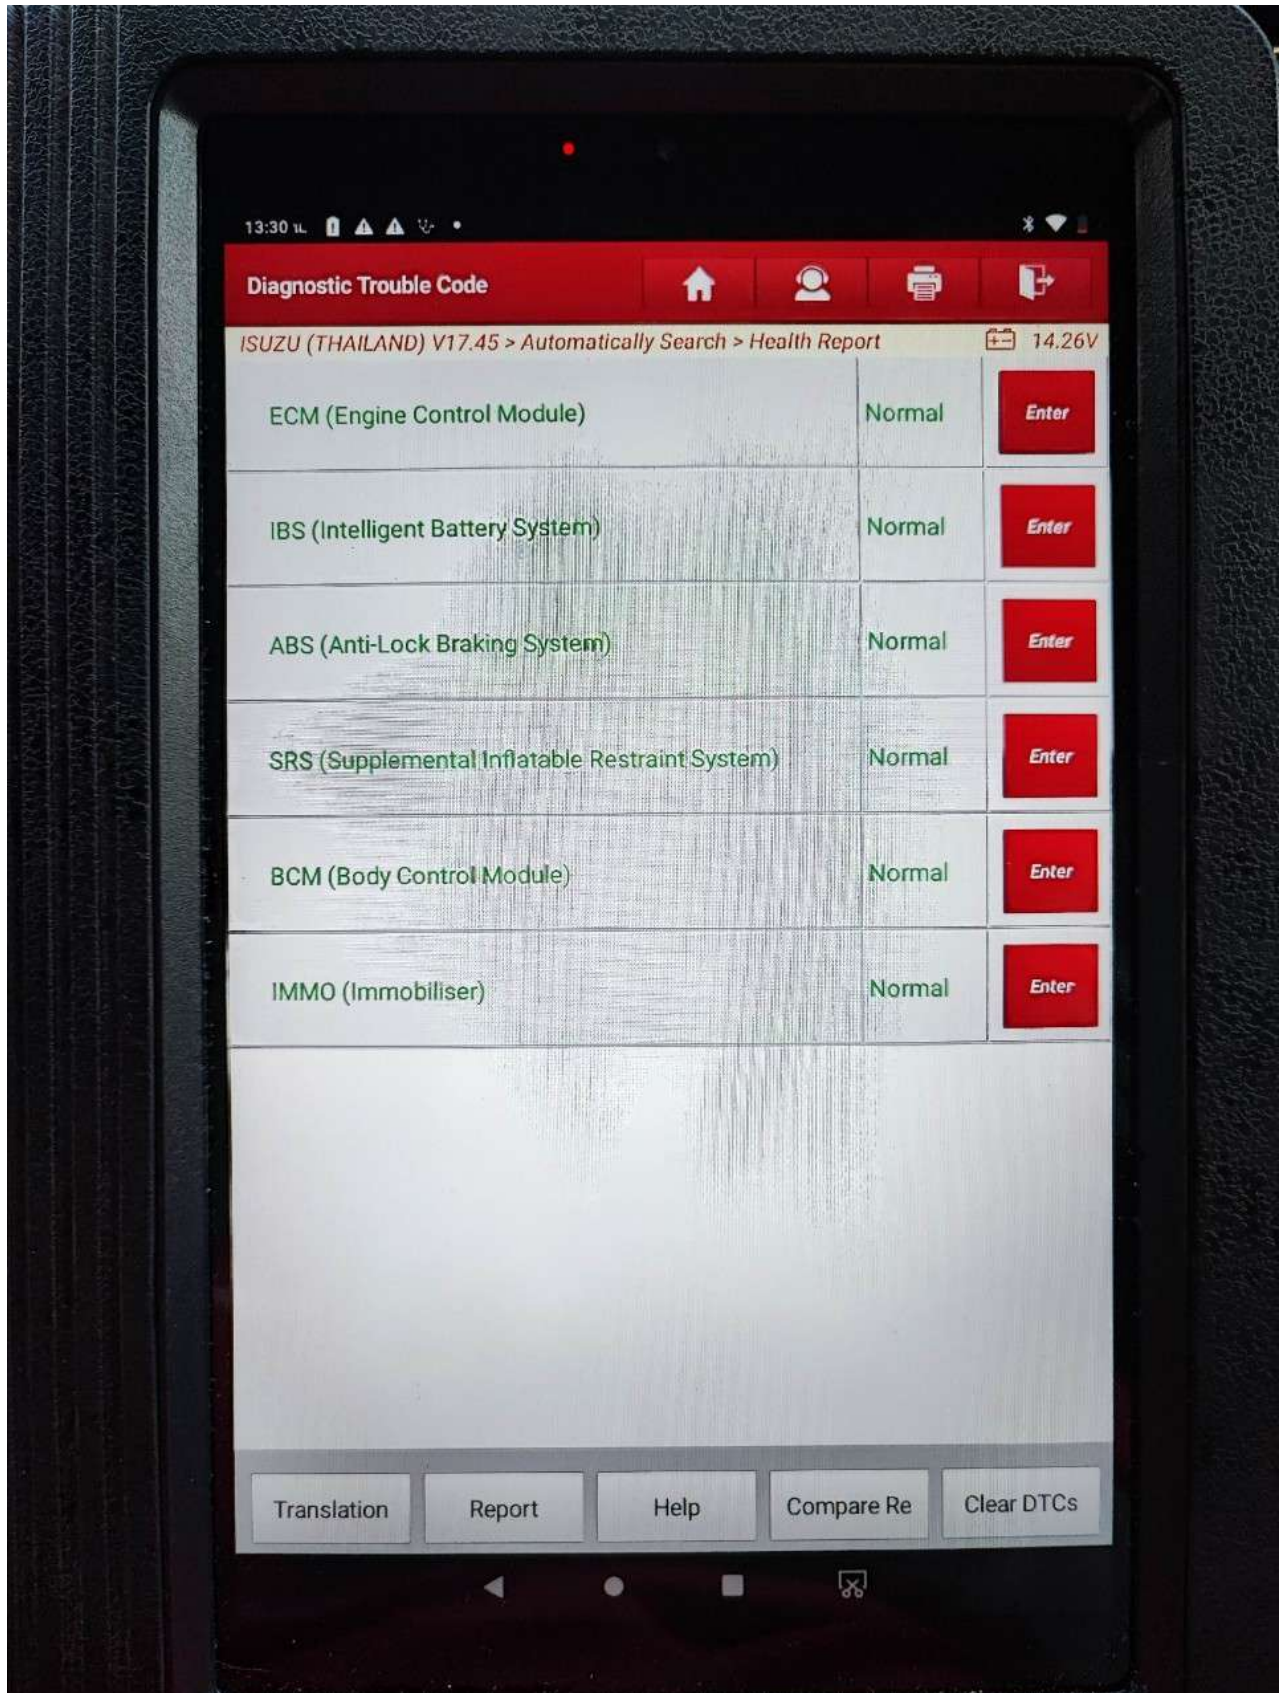 13:30 น.
Diagnostic Trouble Code
ISUZU (THAILAND) V17.45 > Automatically Search > Health Report 14.26V
ECM (Engine Control Module) Normal Enter
IBS (Intelligent Battery System) Normal Enter
ABS (Anti-Lock Braking System) Normal Enter
SRS (Supplemental Inflatable Restraint System) Normal Enter
BCM (Body Control Module) Normal Enter
IMMO (Immobiliser) Normal Enter
Translation Report Help Compare Re Clear DTCs